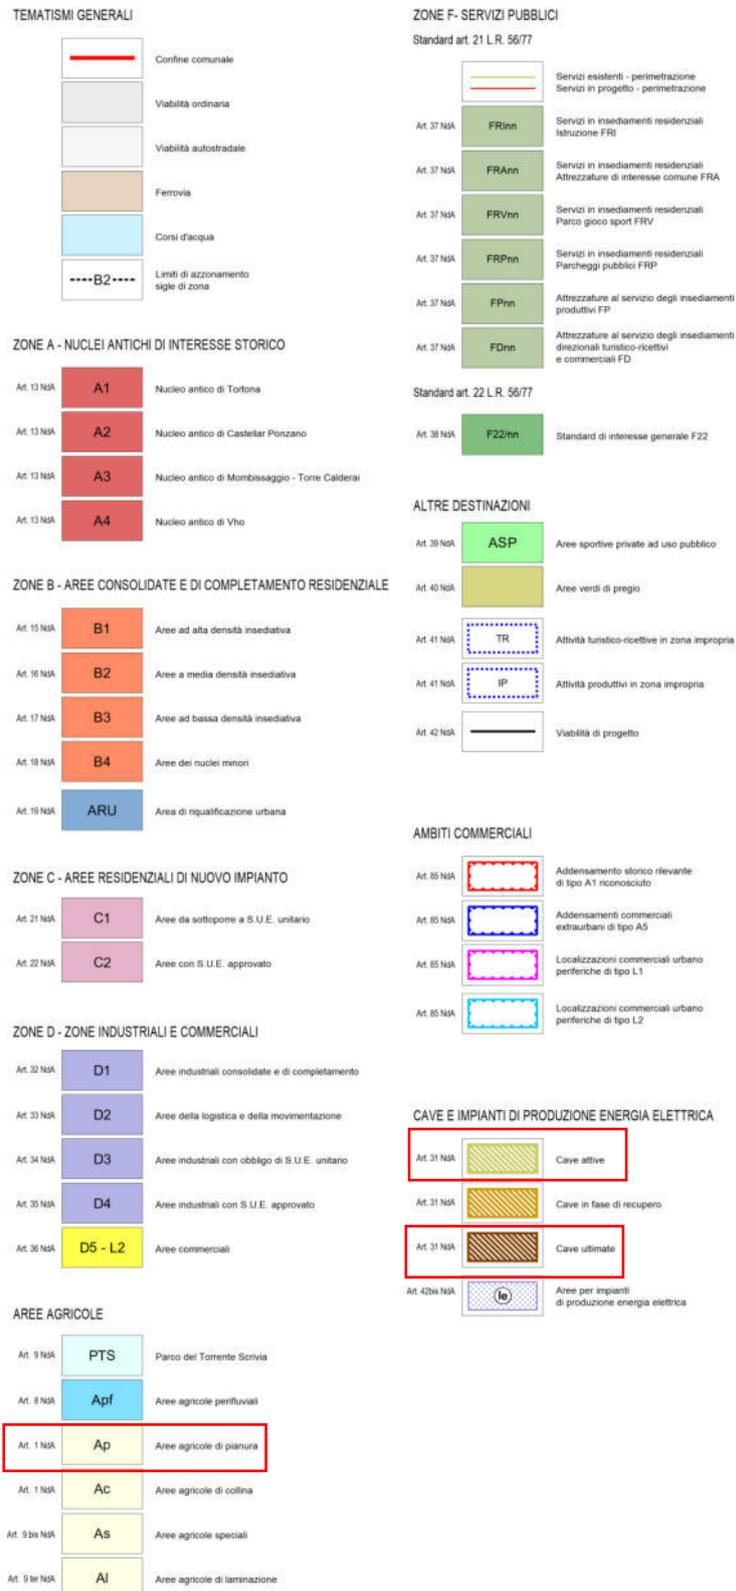 TEMATISMI GENERALI
Confine comunale
Viabilità ordinaria
Viabilità autostradale
Ferrovia
Corsi d'acqua
B2
Limiti di azzonamento
sigle di zona
ZONE A - NUCLEI ANTICHI DI INTERESSE STORICO
Art. 13 NdA A1 Nucleo antico di Tortona
Art. 13 NdA A2 Nucleo antico di Castellar Ponzano
Art. 13 NdA A3 Nucleo antico di Mombissaggio - Torre Calderai
Art. 13 NdA A4 Nucleo antico di Vho
ZONE B - AREE CONSOLIDATE E DI COMPLETAMENTO RESIDENZIALE
Art. 15 NdA B1 Aree ad alta densità insediativa
Art. 16 NdA B2 Aree a media densità insediativa
Art. 17 NdA B3 Aree ad bassa densità insediativa
Art. 18 NdA B4 Aree dei nuclei minori
Art. 19 NdA ARU Area di riqualificazione urbana
ZONE C - AREE RESIDENZIALI DI NUOVO IMPIANTO
Art. 21 NdA C1 Aree da sottoporre a S.U.E. unitario
Art. 22 NdA C2 Aree con S.U.E. approvato
ZONE D - ZONE INDUSTRIALI E COMMERCIALI
Art. 32 NdA D1 Aree industriali consolidate e di completamento
Art. 33 NdA D2 Aree della logistica e della movimentazione
Art. 34 NdA D3 Aree industriali con obbligo di S.U.E. unitario
Art. 35 NdA D4 Aree industriali con S.U.E. approvato
Art. 36 NdA D5 - L2 Aree commerciali
AREE AGRICOLE
Art. 9 NdA PTS Parco del Torrente Scrivia
Art. 8 NdA Apf Aree agricole perifluviali
Art. 1 NdA Ap Aree agricole di pianura
Art. 1 NdA Ac Aree agricole di collina
Art. 9 bis NdA As Aree agricole speciali
Art. 9 ter NdA Al Aree agricole di laminazione
ZONE F- SERVIZI PUBBLICI
Standard art. 21 L.R. 56/77
Servizi esistenti - perimetrazione
Servizi in progetto - perimetrazione
Art. 37 NdA FRInn Servizi in insediamenti residenziali
Istruzione FRI
Art. 37 NdA FRAnn Servizi in insediamenti residenziali
Attrezzature di interesse comune FRA
Art. 37 NdA FRVnn Servizi in insediamenti residenziali
Parco gioco sport FRV
Art. 37 NdA FRPnn Servizi in insediamenti residenziali
Parcheggi pubblici FRP
Art. 37 NdA FPnn Attrezzature al servizio degli insediamenti
produttivi FP
Art. 37 NdA FDnn Attrezzature al servizio degli insediamenti
direzionali turistico-ricettivi
e commerciali FD
Standard art. 22 L.R. 56/77
Art. 38 NdA F22/nn Standard di interesse generale F22
ALTRE DESTINAZIONI
Art. 39 NdA ASP Aree sportive private ad uso pubblico
Art. 40 NdA Aree verdi di pregio
Art. 41 NdA TR Attività turistico-ricettive in zona impropria
Art. 41 NdA IP Attività produttivi in zona impropria
Art. 42 NdA Viabilità di progetto
AMBITI COMMERCIALI
Art. 85 NdA Addensamento storico rilevante
di tipo A1 riconosciuto
Art. 85 NdA Addensamenti commerciali
extraurbani di tipo A5
Art. 85 NdA Localizzazioni commerciali urbano
periferiche di tipo L1
Art. 85 NdA Localizzazioni commerciali urbano
periferiche di tipo L2
CAVE E IMPIANTI DI PRODUZIONE ENERGIA ELETTRICA
Art. 31 NdA Cave attive
Art. 31 NdA Cave in fase di recupero
Art. 31 NdA Cave ultimate
Art. 42bis NdA Ie Aree per impianti
di produzione energia elettrica